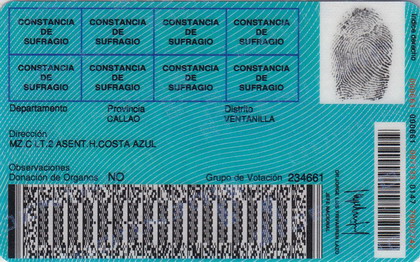 CONSTANCIA CONSTANCIA CONSTANCIA CONSTANCIA
DE DE DE DE
SUFRAGIO SUFRAGIO SUFRAGIO SUFRAGIO
CONSTANCIA CONSTANCIA CONSTANCIA CONSTANCIA
DE DE DE DE
SUFRAGIO SUFRAGIO SUFRAGIO SUFRAGIO
Departamento Provincia Distrito
CALLAO VENTANILLA
Dirección
MZ.C LT.2 ASENT.H.COSTA AZUL
Observaciones
Donación de Organos NO Grupo de Votación 234661
Indice derecho
JEFE NACIONAL